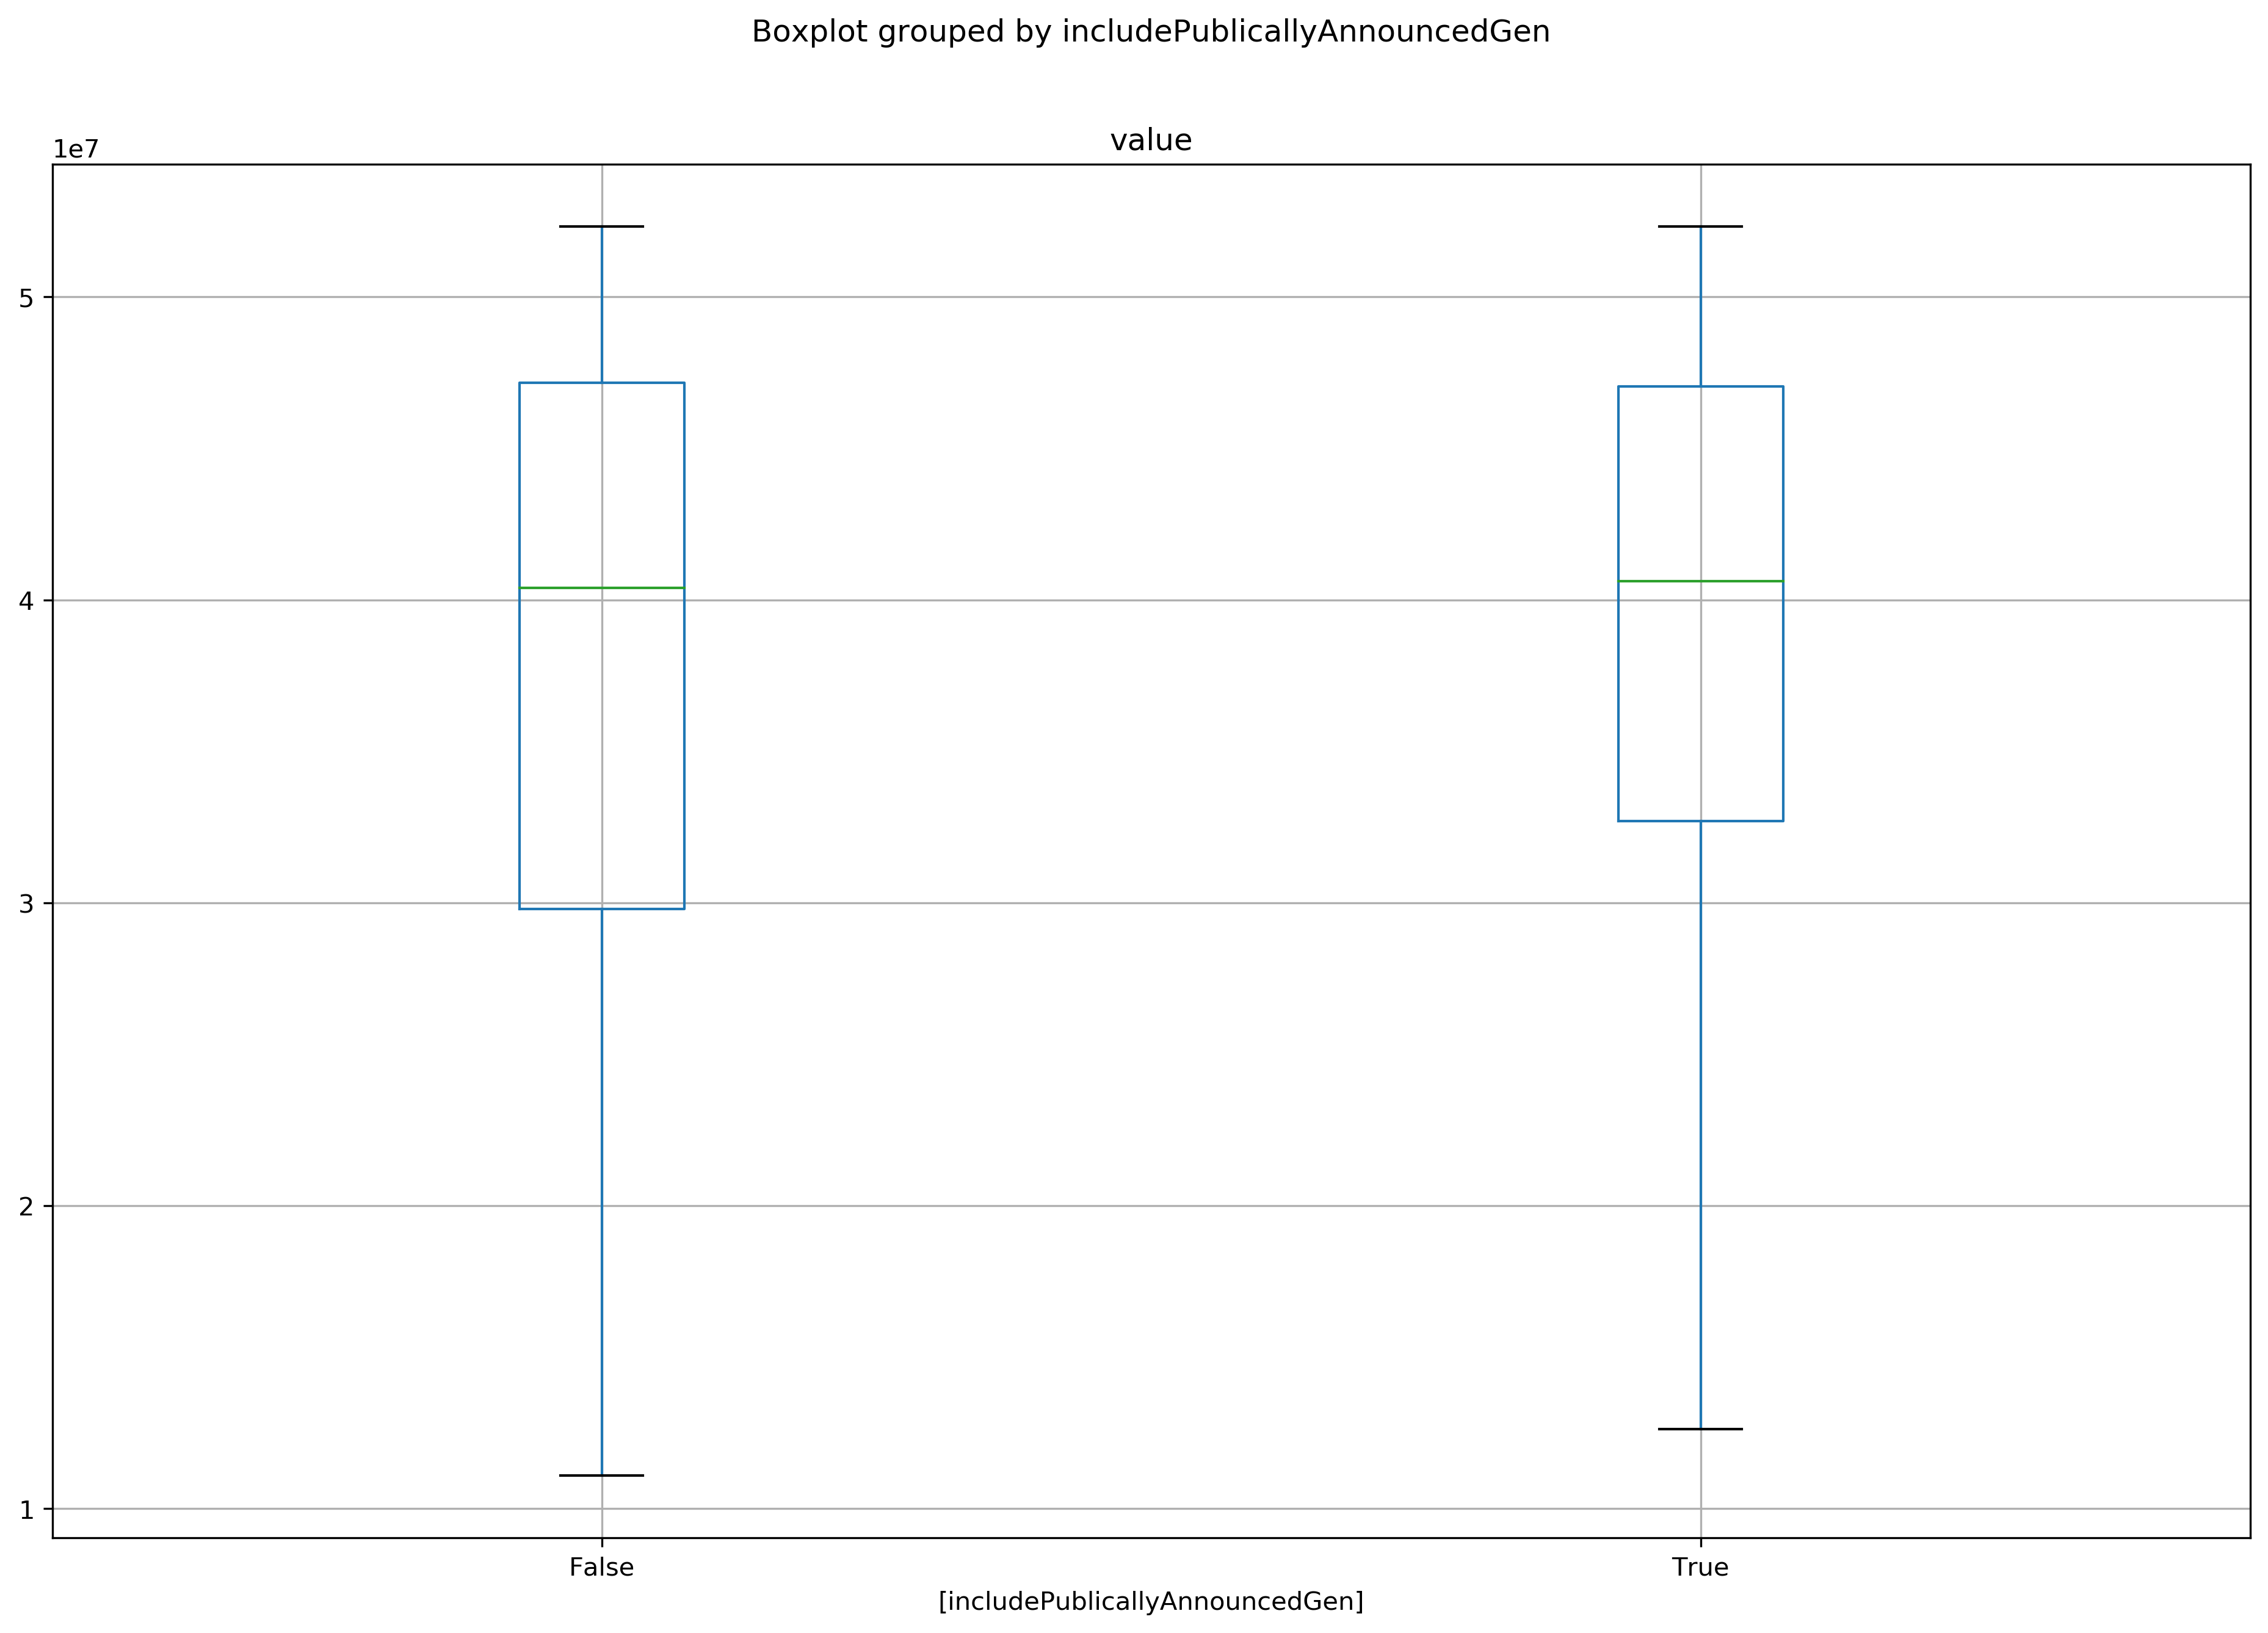 Boxplot grouped by includePublicallyAnnouncedGen
value
1e7
5
4
3
2
1
False True
[includePublicallyAnnouncedGen]